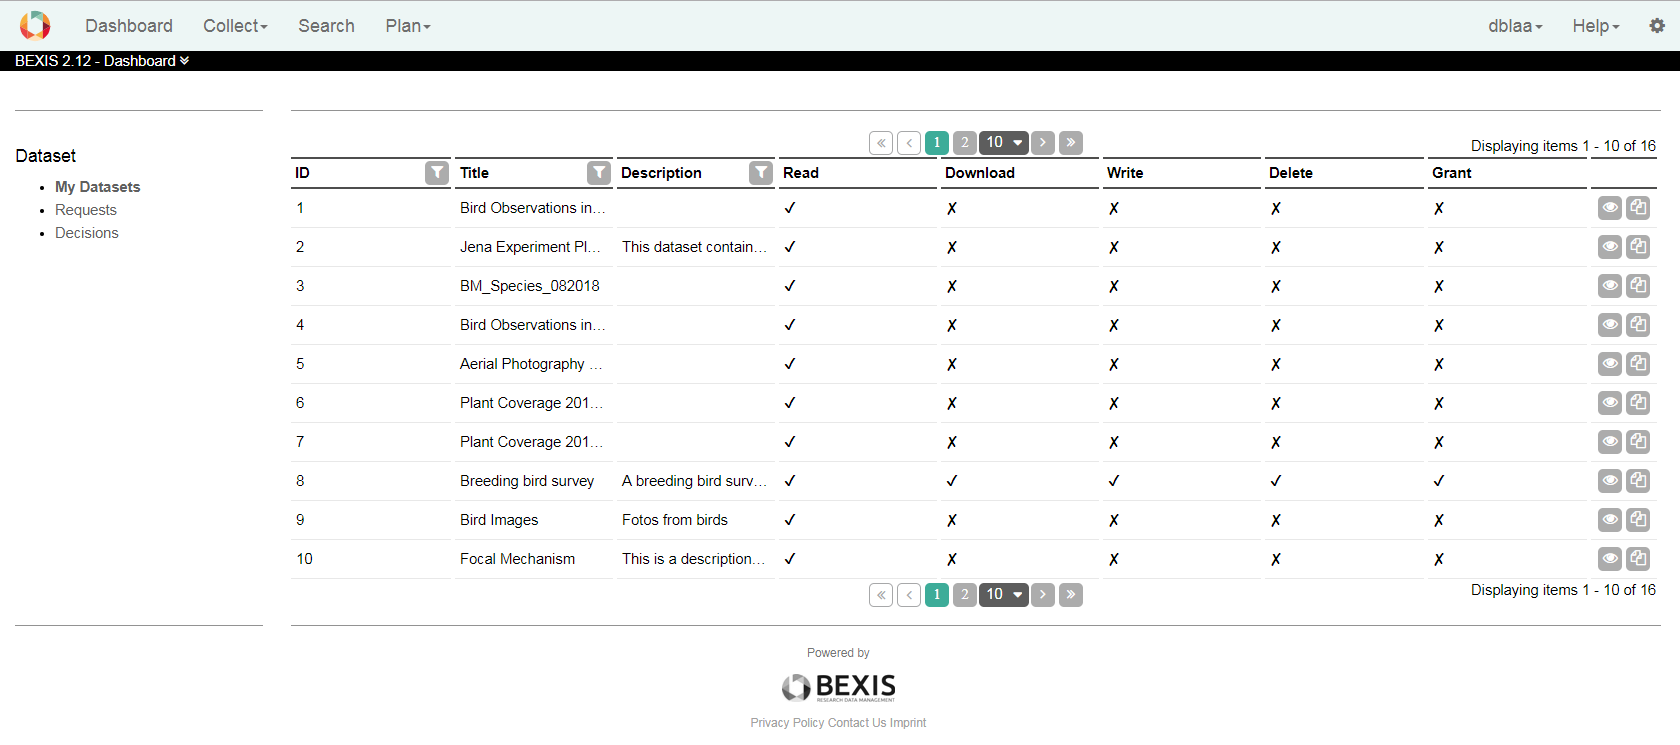 Dashboard Collect Search Plan dblaa Help
BEXIS 2.12 - Dashboard
Dataset
My Datasets
Requests
Decisions
« ‹ 1 2 10 › » Displaying items 1 - 10 of 16
ID Title Description Read Download Write Delete Grant
1 Bird Observations in... ✓ ✗ ✗ ✗ ✗
2 Jena Experiment Pl... This dataset contain... ✓ ✗ ✗ ✗ ✗
3 BM_Species_082018 ✓ ✗ ✗ ✗ ✗
4 Bird Observations in... ✓ ✗ ✗ ✗ ✗
5 Aerial Photography ... ✓ ✗ ✗ ✗ ✗
6 Plant Coverage 201... ✓ ✗ ✗ ✗ ✗
7 Plant Coverage 201... ✓ ✗ ✗ ✗ ✗
8 Breeding bird survey A breeding bird surv... ✓ ✓ ✓ ✓ ✓
9 Bird Images Fotos from birds ✓ ✗ ✗ ✗ ✗
10 Focal Mechanism This is a description... ✓ ✗ ✗ ✗ ✗
« ‹ 1 2 10 › » Displaying items 1 - 10 of 16
Powered by
BEXIS
RESEARCH DATA MANAGEMENT
Privacy Policy Contact Us Imprint